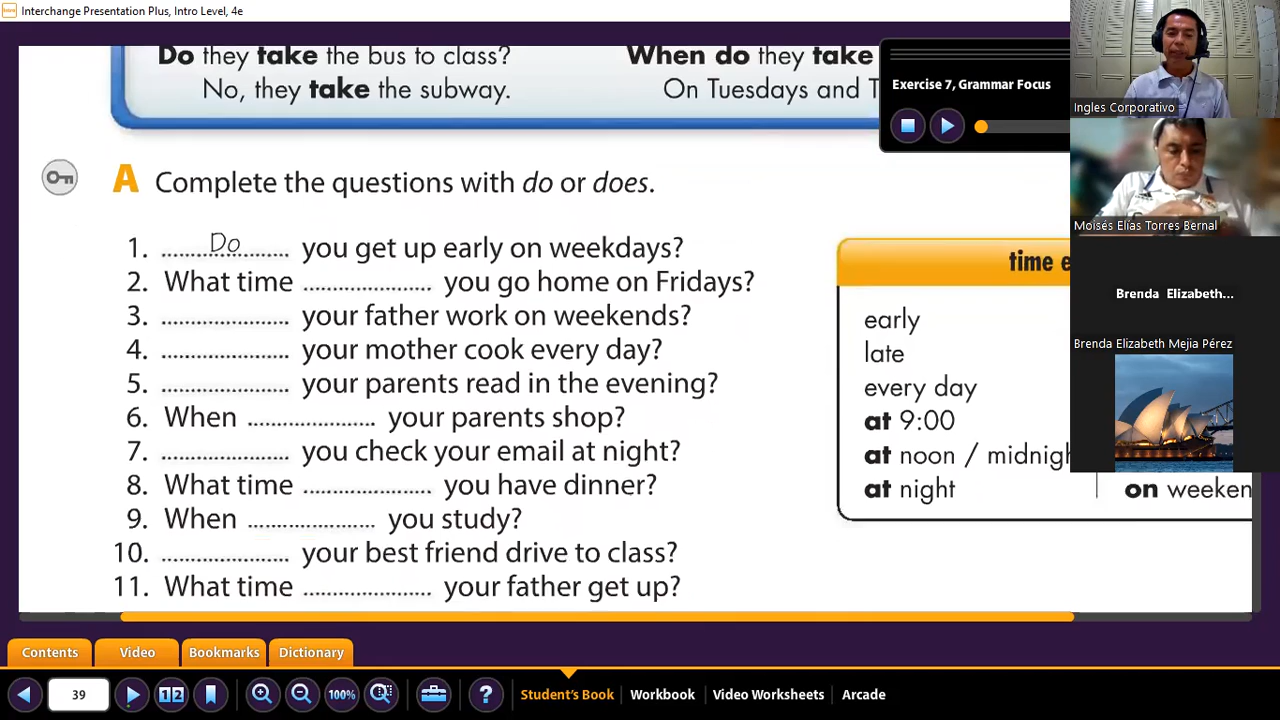 Interchange Presentation Plus, Intro Level, 4e
Do they take the bus to class?
When do they take
No, they take the subway.
On Tuesdays and T
Exercise 7, Grammar Focus
A Complete the questions with do or does.
1. Do you get up early on weekdays?
2. What time ..................... you go home on Fridays?
3. ..................... your father work on weekends?
4. ..................... your mother cook every day?
5. ..................... your parents read in the evening?
6. When ..................... your parents shop?
7. ..................... you check your email at night?
8. What time ..................... you have dinner?
9. When ..................... you study?
10. ..................... your best friend drive to class?
11. What time ..................... your father get up?
time e
early
late
every day
at 9:00
at noon / midnigh
at night
on weeken
Ingles Corporativo
Moisés Elías Torres Bernal
Brenda Elizabeth...
Brenda Elizabeth Mejia Pérez
Contents Video Bookmarks Dictionary
39 1 2 100% ? Student's Book Workbook Video Worksheets Arcade